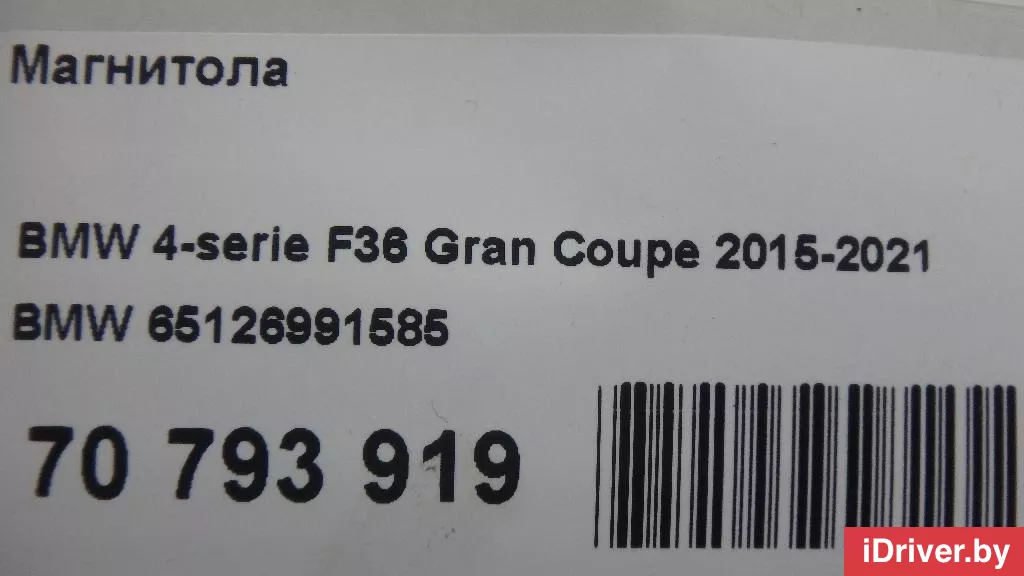 Магнитола
BMW 4-serie F36 Gran Coupe 2015-2021
BMW 65126991585
70 793 919
iDriver.by